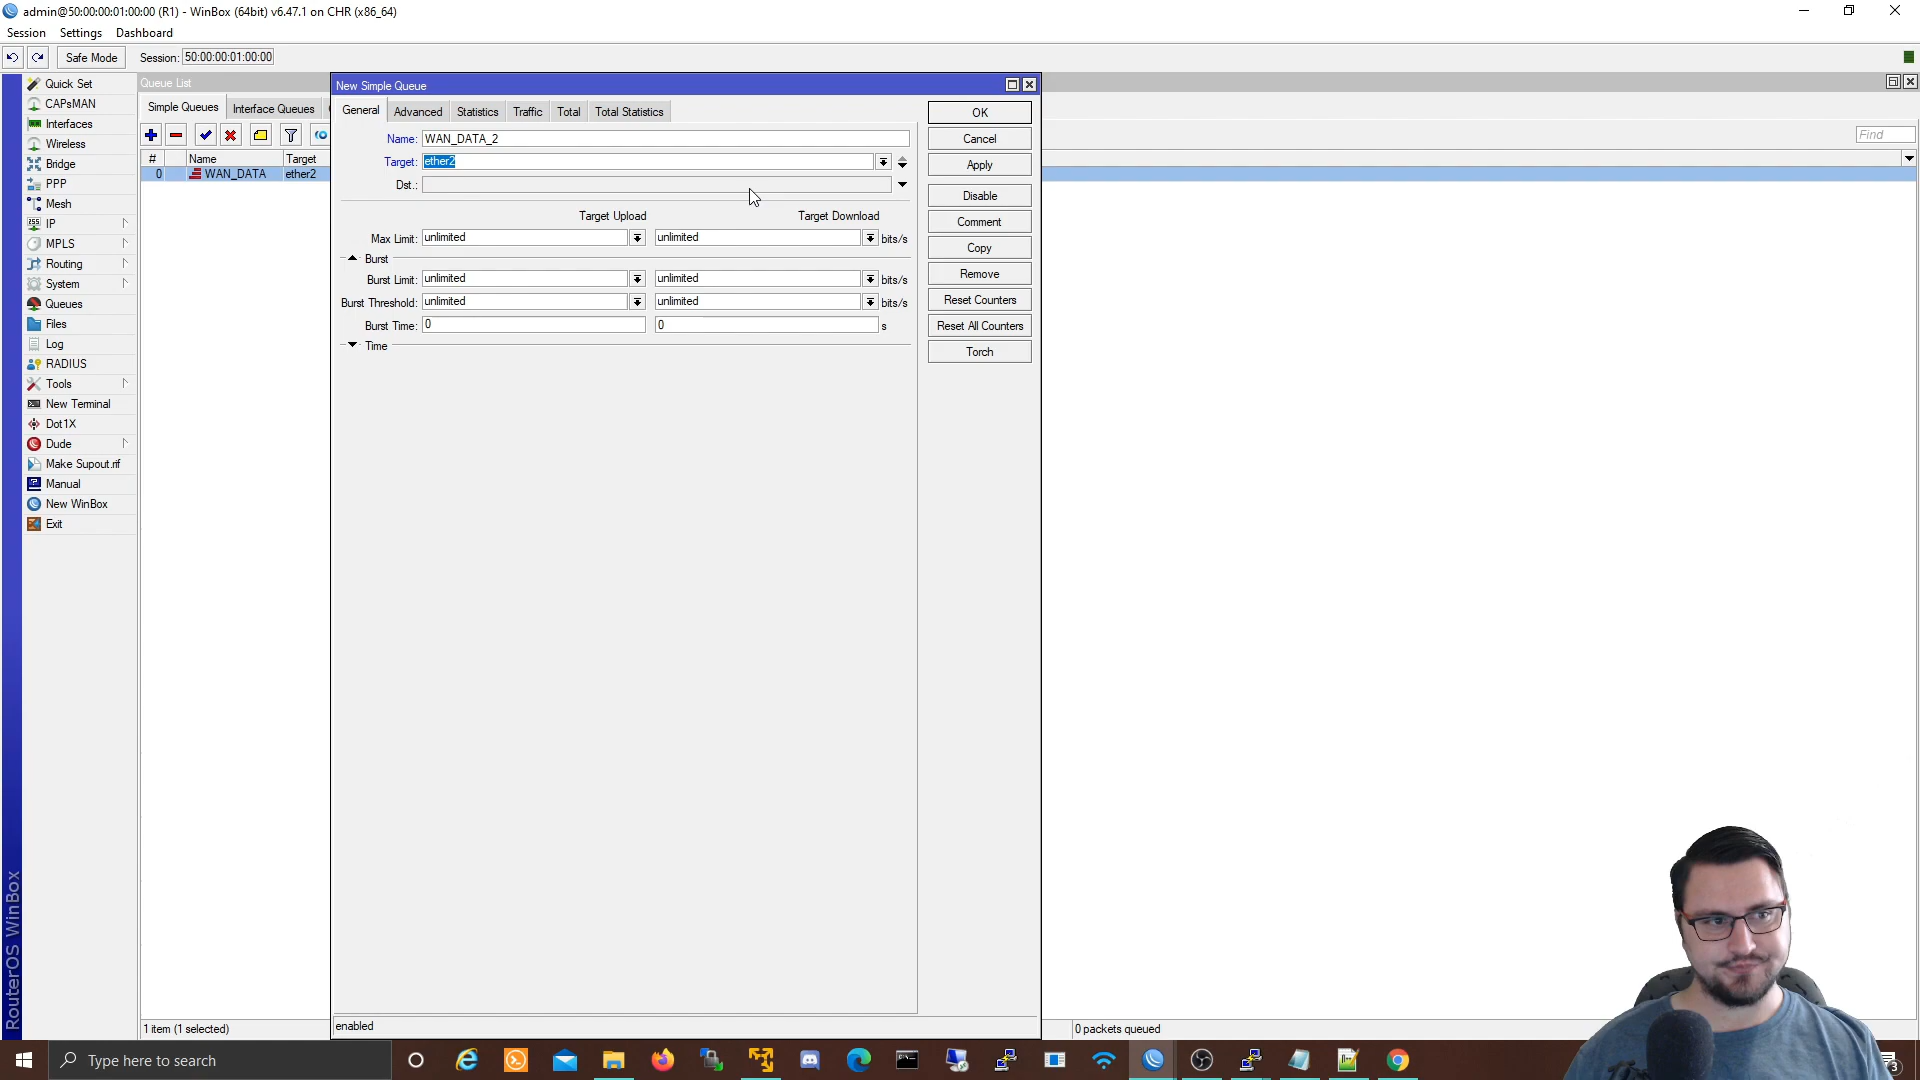 admin@50:00:00:01:00:00 (R1) - WinBox (64bit) v6.47.1 on CHR (x86_64)
Session Settings Dashboard
Safe Mode Session: 50:00:00:01:00:00
Quick Set
CAPsMAN
Interfaces
Wireless
Bridge
PPP
Mesh
IP
MPLS
Routing
System
Queues
Files
Log
RADIUS
Tools
New Terminal
Dot1X
Dude
Make Supout.rif
Manual
New WinBox
Exit
RouterOS WinBox
Queue List
Simple Queues Interface Queues
Find
# Name Target
0 WAN_DATA ether2
1 item (1 selected)
0 packets queued
New Simple Queue
General Advanced Statistics Traffic Total Total Statistics
Name: WAN_DATA_2
Target: ether2
Dst.:
Target Upload Target Download
Max Limit: unlimited unlimited bits/s
Burst
Burst Limit: unlimited unlimited bits/s
Burst Threshold: unlimited unlimited bits/s
Burst Time: 0 0 s
Time
OK
Cancel
Apply
Disable
Comment
Copy
Remove
Reset Counters
Reset All Counters
Torch
enabled
Type here to search
3